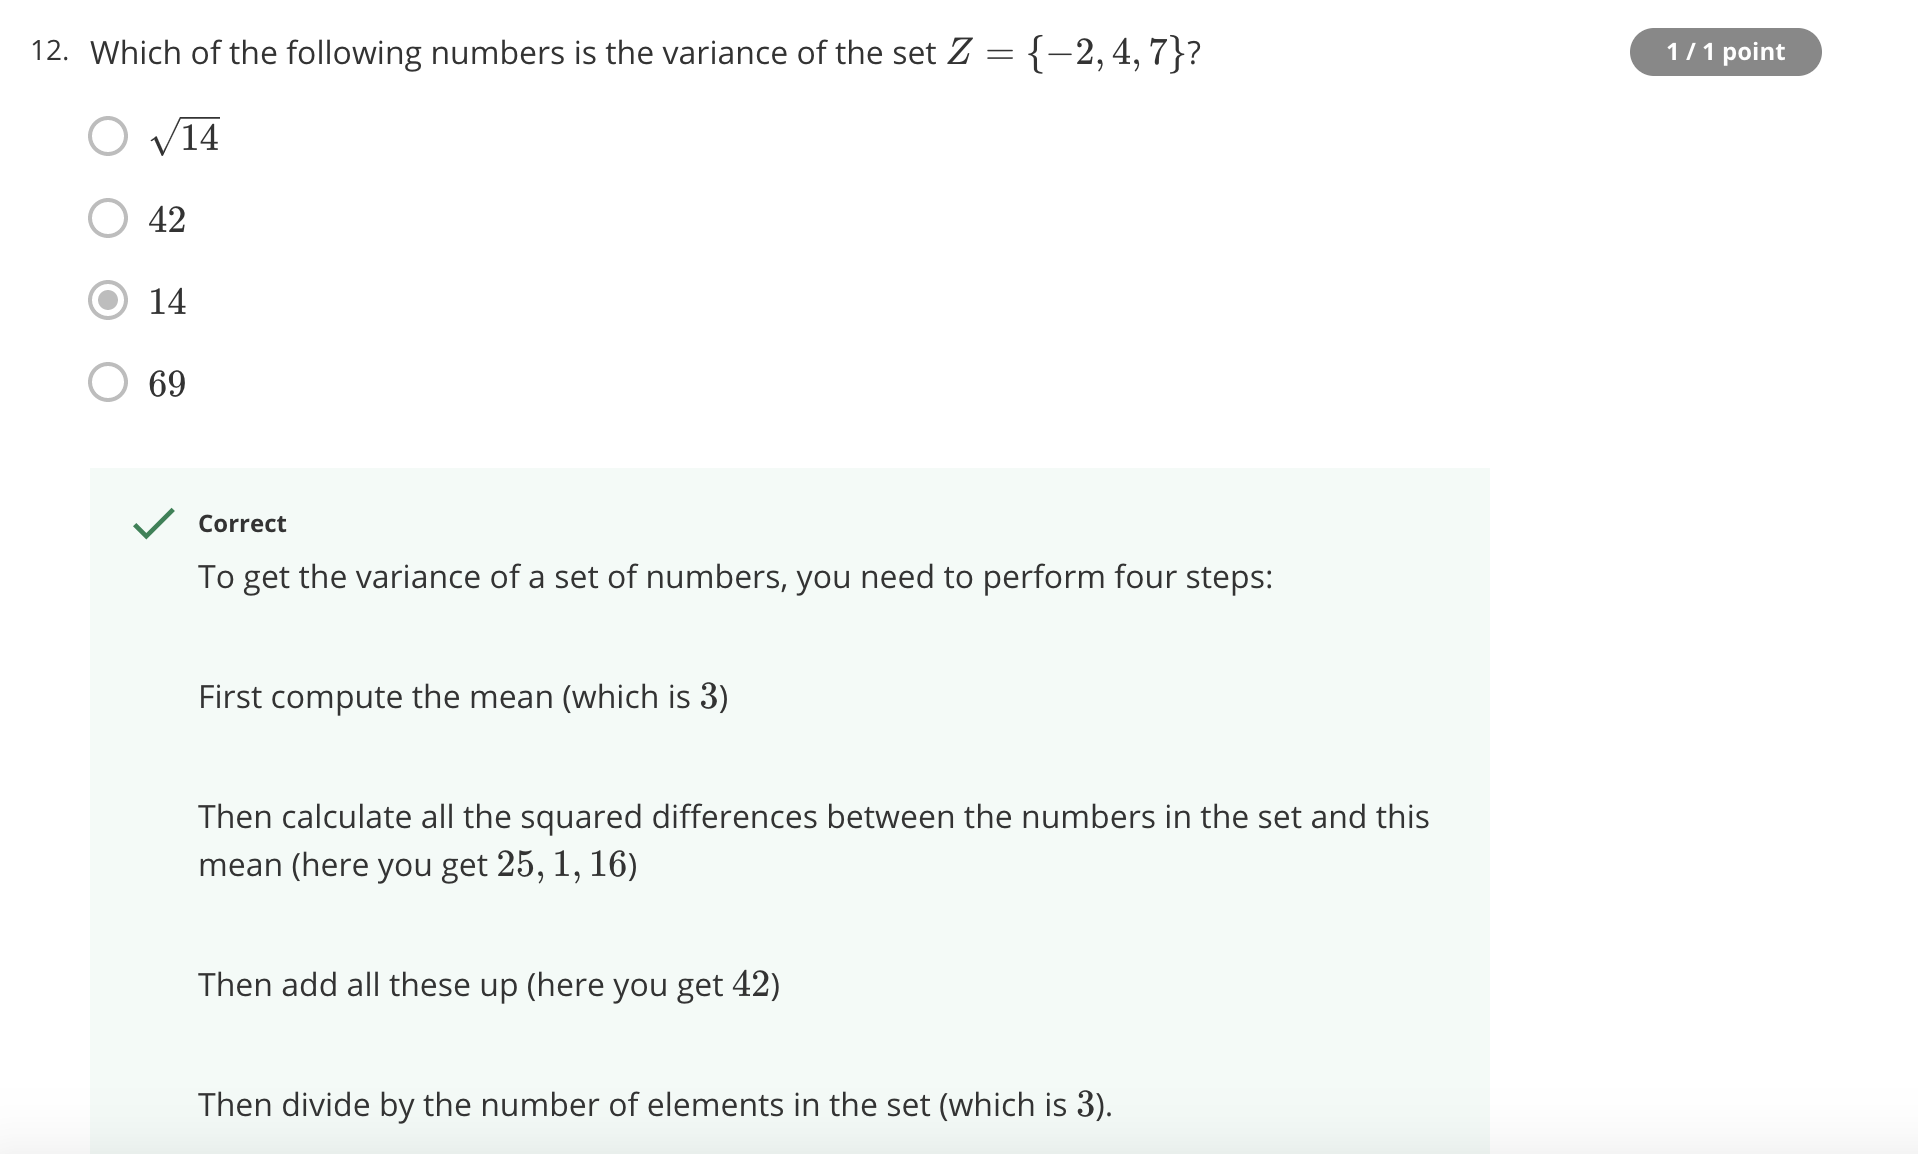 12. Which of the following numbers is the variance of the set Z = {−2, 4, 7}?
1 / 1 point
√14
42
14
69
Correct
To get the variance of a set of numbers, you need to perform four steps:
First compute the mean (which is 3)
Then calculate all the squared differences between the numbers in the set and this
mean (here you get 25, 1, 16)
Then add all these up (here you get 42)
Then divide by the number of elements in the set (which is 3).